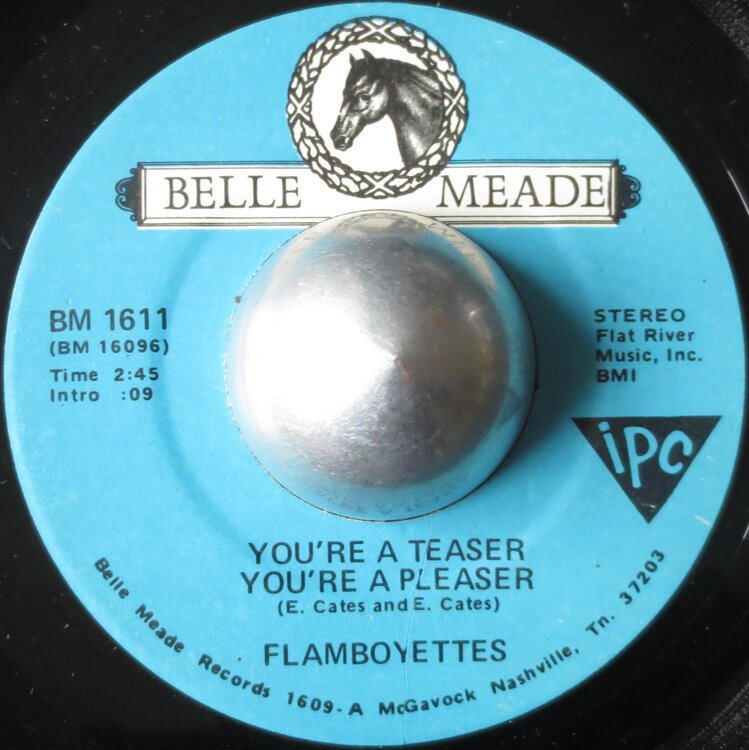 BELLE MEADE
BM 1611
(BM 16096)
Time 2:45
Intro :09
STEREO
Flat River
Music, Inc.
BMI
iPC
YOU'RE A TEASER
YOU'RE A PLEASER
(E. Cates and E. Cates)
FLAMBOYETTES
Belle Meade Records 1609-A McGavock Nashville, Tn. 37203